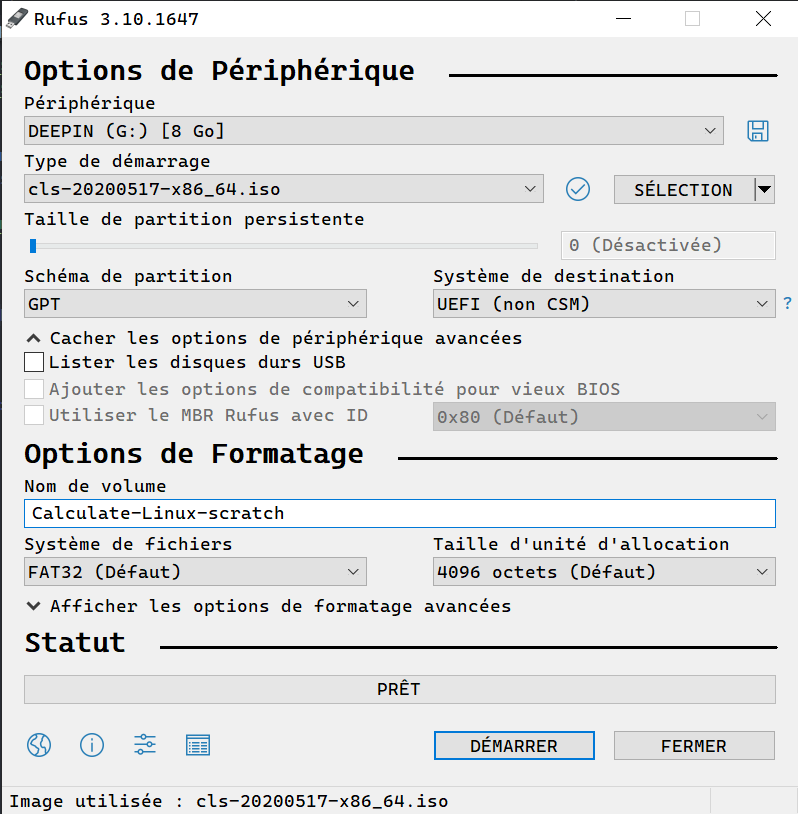 Rufus 3.10.1647
Options de Périphérique
Périphérique
DEEPIN (G:) [8 Go]
Type de démarrage
cls-20200517-x86_64.iso
SÉLECTION
Taille de partition persistente
0 (Désactivée)
Schéma de partition
Système de destination
GPT
UEFI (non CSM)
?
Cacher les options de périphérique avancées
Lister les disques durs USB
Ajouter les options de compatibilité pour vieux BIOS
Utiliser le MBR Rufus avec ID
0x80 (Défaut)
Options de Formatage
Nom de volume
Calculate-Linux-scratch
Système de fichiers
Taille d'unité d'allocation
FAT32 (Défaut)
4096 octets (Défaut)
Afficher les options de formatage avancées
Statut
PRÊT
DÉMARRER
FERMER
Image utilisée : cls-20200517-x86_64.iso